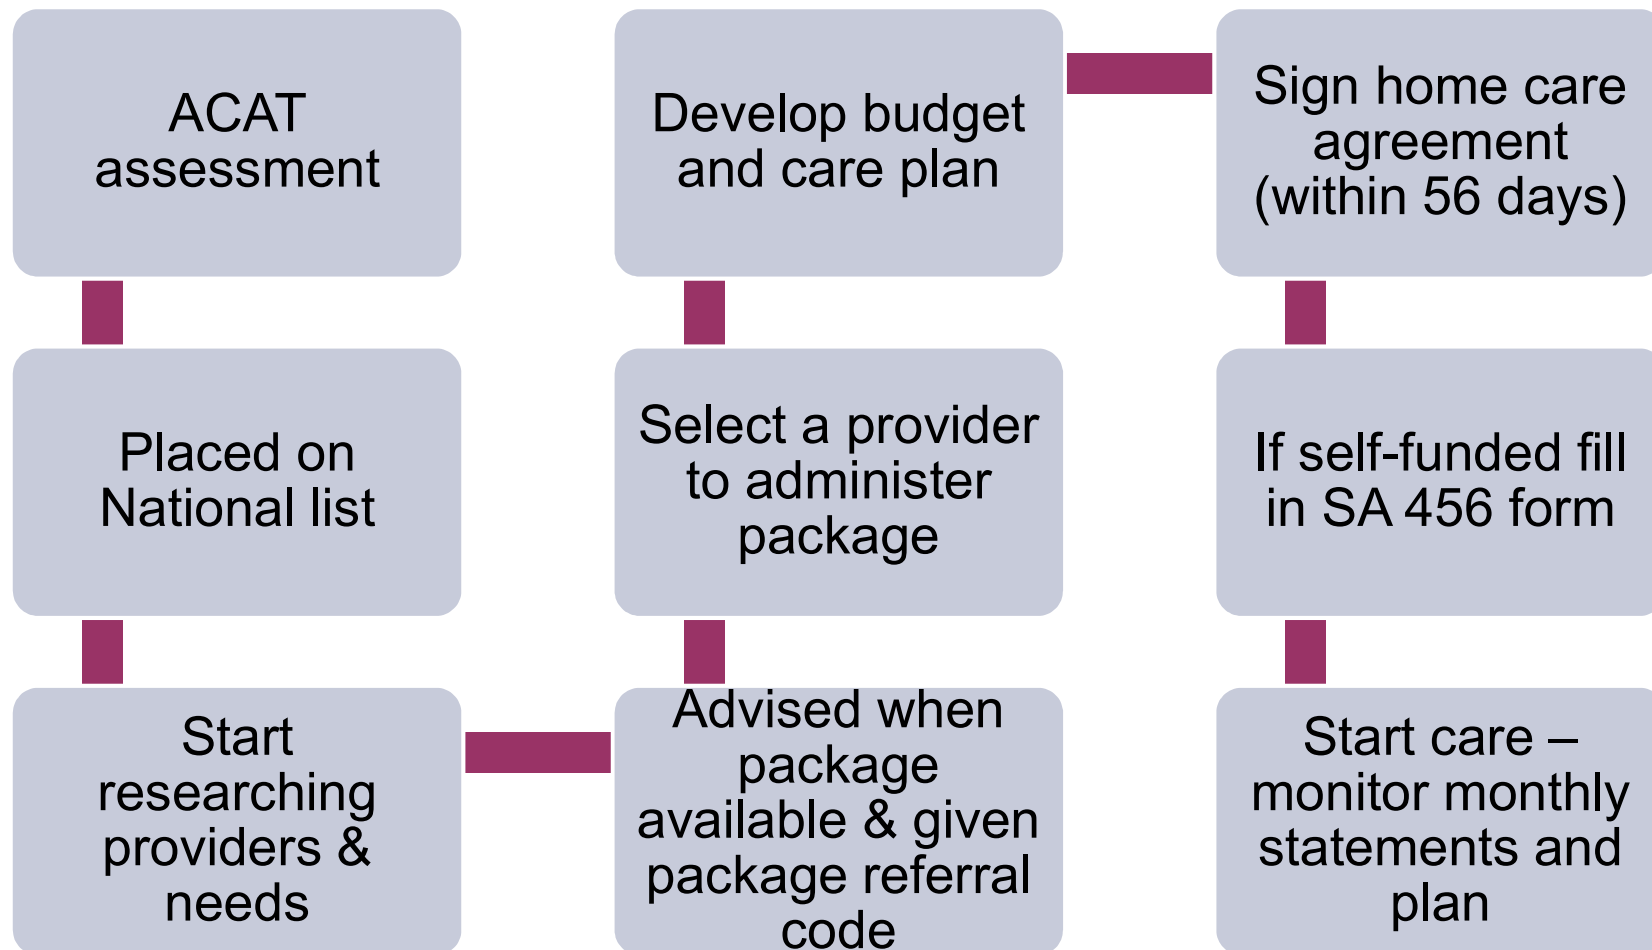 ACAT
assessment
Placed on
National list
Start
researching
providers &
needs
Advised when
package
available & given
package referral
code
Select a provider
to administer
package
Develop budget
and care plan
Sign home care
agreement
(within 56 days)
If self-funded fill
in SA 456 form
Start care –
monitor monthly
statements and
plan